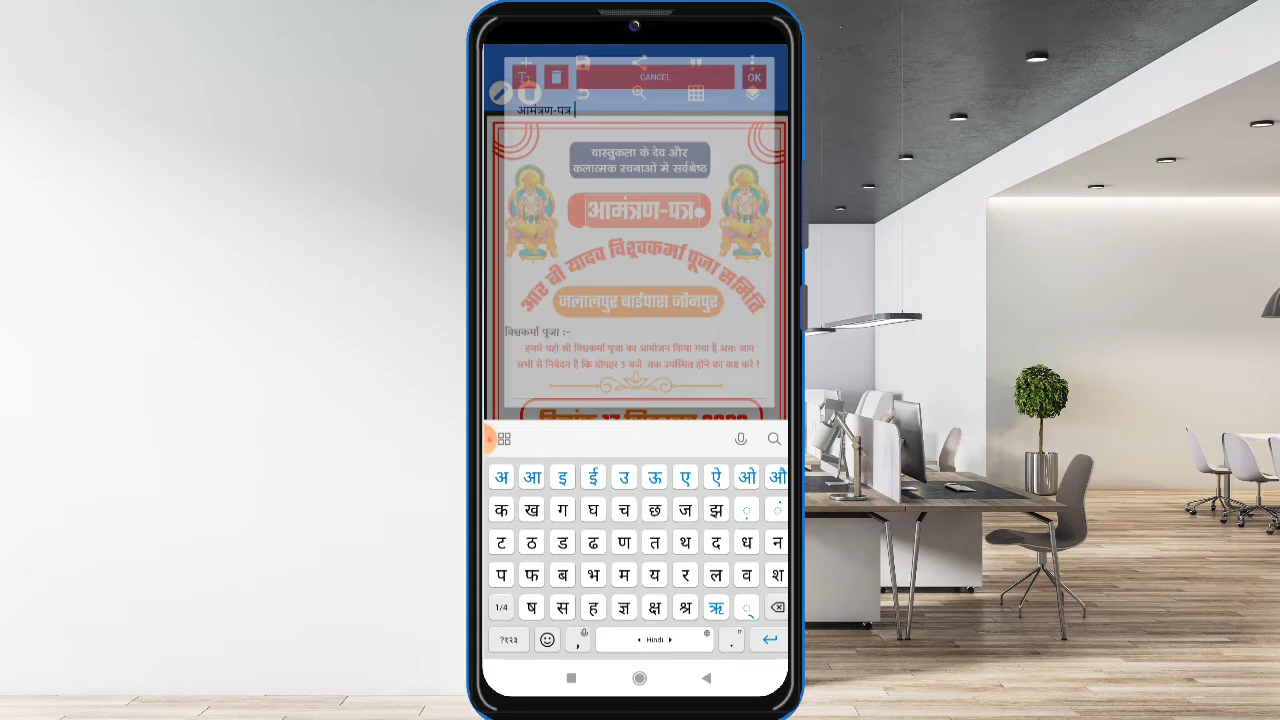 CANCEL
OK
आमंत्रण-पत्र
वास्तुकला के देव और
कलात्मक रचनाओं में सर्वश्रेष्ठ
आमंत्रण-पत्र
आर वी यादव विश्वकर्मा पूजा समिति
जलालपुर बाईपास जौनपुर
विश्वकर्मा पूजा :-
हमारे यहाँ श्री विश्वकर्मा पूजा का आयोजन किया गया है अतः आप
सभी से निवेदन है कि दोपहर 3 बजे तक उपस्थित होने का कष्ट करे !
अ आ इ ई उ ऊ ए ऐ ओ औ
क ख ग घ च छ ज झ ़ ं
ट ठ ड ढ ण त थ द ध न
प फ ब भ म य र ल व श
1/4 ष स ह ज्ञ क्ष श्र ऋ ्
?१२३ , Hindi .